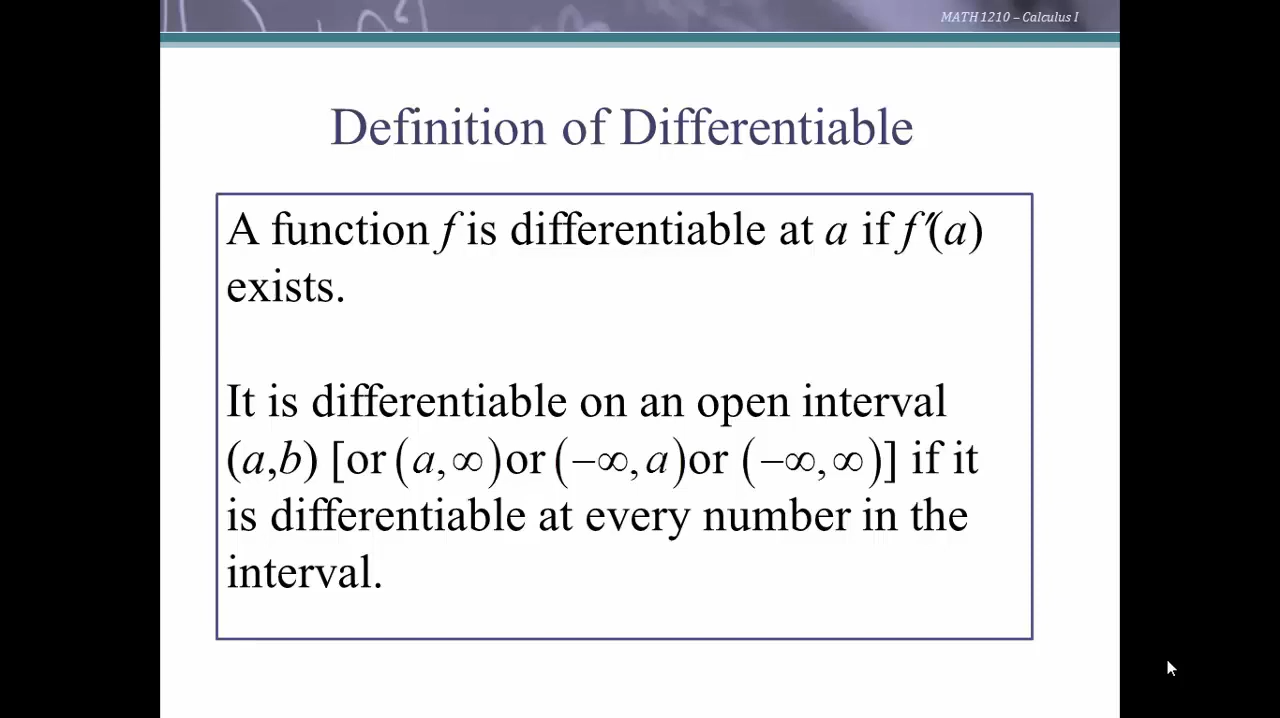 MATH 1210 – Calculus I
Definition of Differentiable
A function f is differentiable at a if f′(a)
exists.
It is differentiable on an open interval
(a,b) [or (a,∞) or (−∞,a) or (−∞,∞)] if it
is differentiable at every number in the
interval.